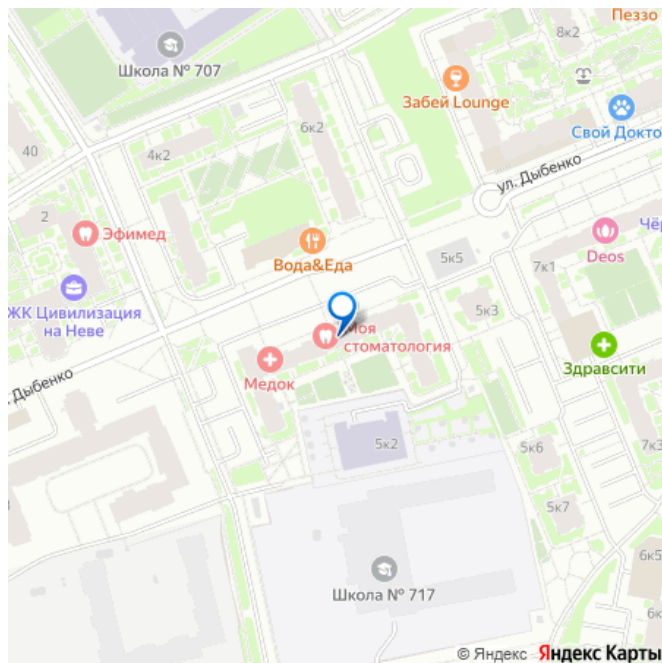 Пеззо
8к2
Школа № 707
Забей Lounge
6к2
Свой Докто
40
4к2
ул. Дыбенко
2
Эфимед
Чёр
Deos
Вода&Еда
5к5
7к1
ЖК Цивилизация
на Неве
5к3
Моя
стоматология
Медок
Здравсити
. Дыбенко
5к2
5к6
7к3
5к7
6к5
Школа № 717
© Яндекс Яндекс Карты